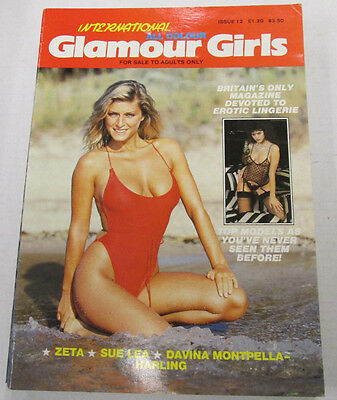 INTERNATIONAL
ALL COLOUR
ISSUE 12 £1.20 $3.50
Glamour Girls
FOR SALE TO ADULTS ONLY
BRITAIN'S ONLY
MAGAZINE
DEVOTED TO
EROTIC LINGERIE
TOP MODELS AS
YOU'VE NEVER
SEEN THEM
BEFORE!
★ ZETA ★ SUE LEA ★ DAVINA MONTPELLA-
HARLING